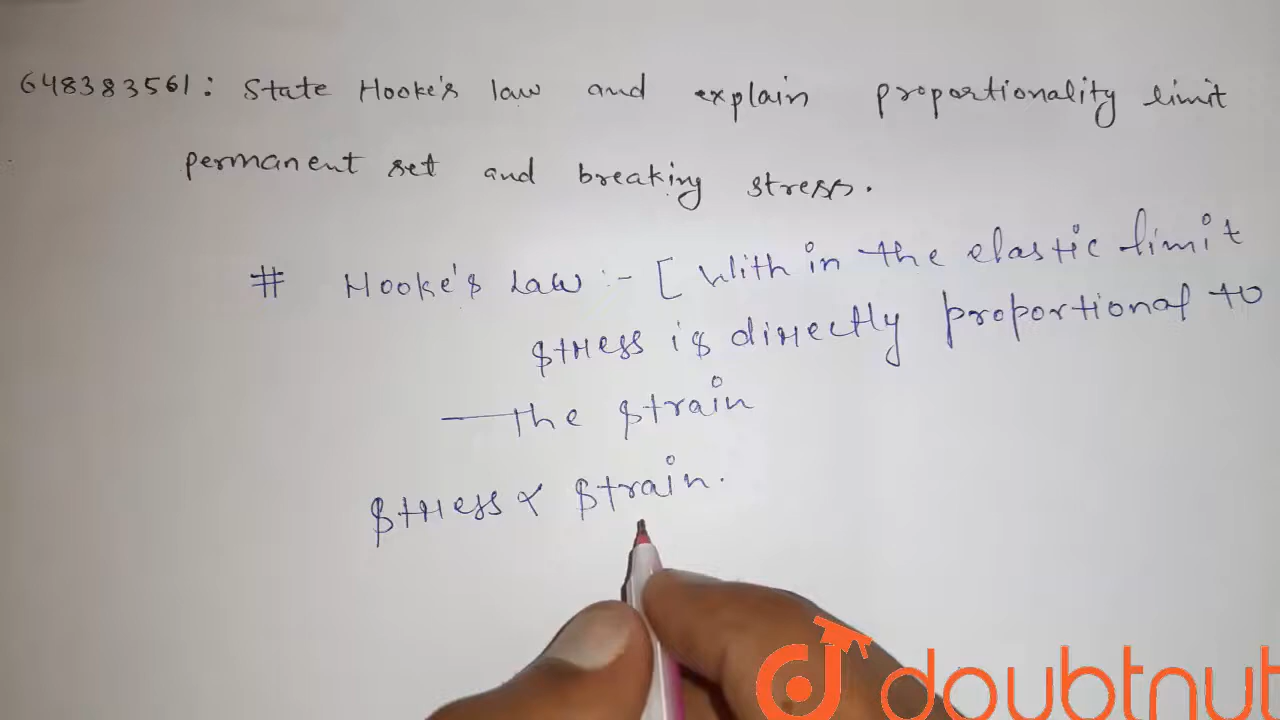 648383561: State Hooke's law and explain proportionality limit
permanent set and breaking stress.
# Hooke's Law :- [ With in the elastic limit
stress is directly proportional to
the strain
stress ∝ strain.
doubtnut